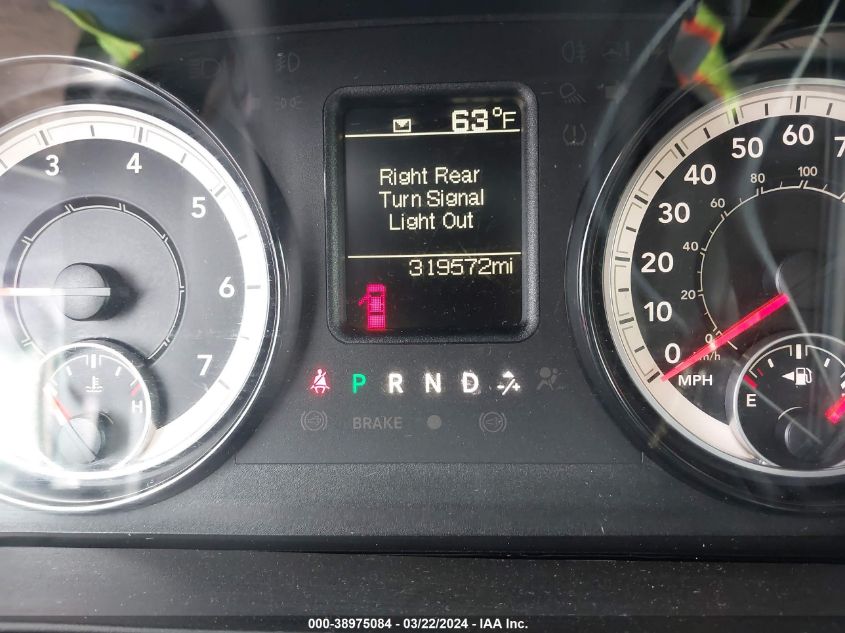 63°F
Right Rear
Turn Signal
Light Out
319572mi
3
4
5
6
7
H
P R N D
BRAKE
0
10
20
30
40
50
60
7
0
20
40
60
80
100
km/h
MPH
E
000-38975084 - 03/22/2024 - IAA Inc.